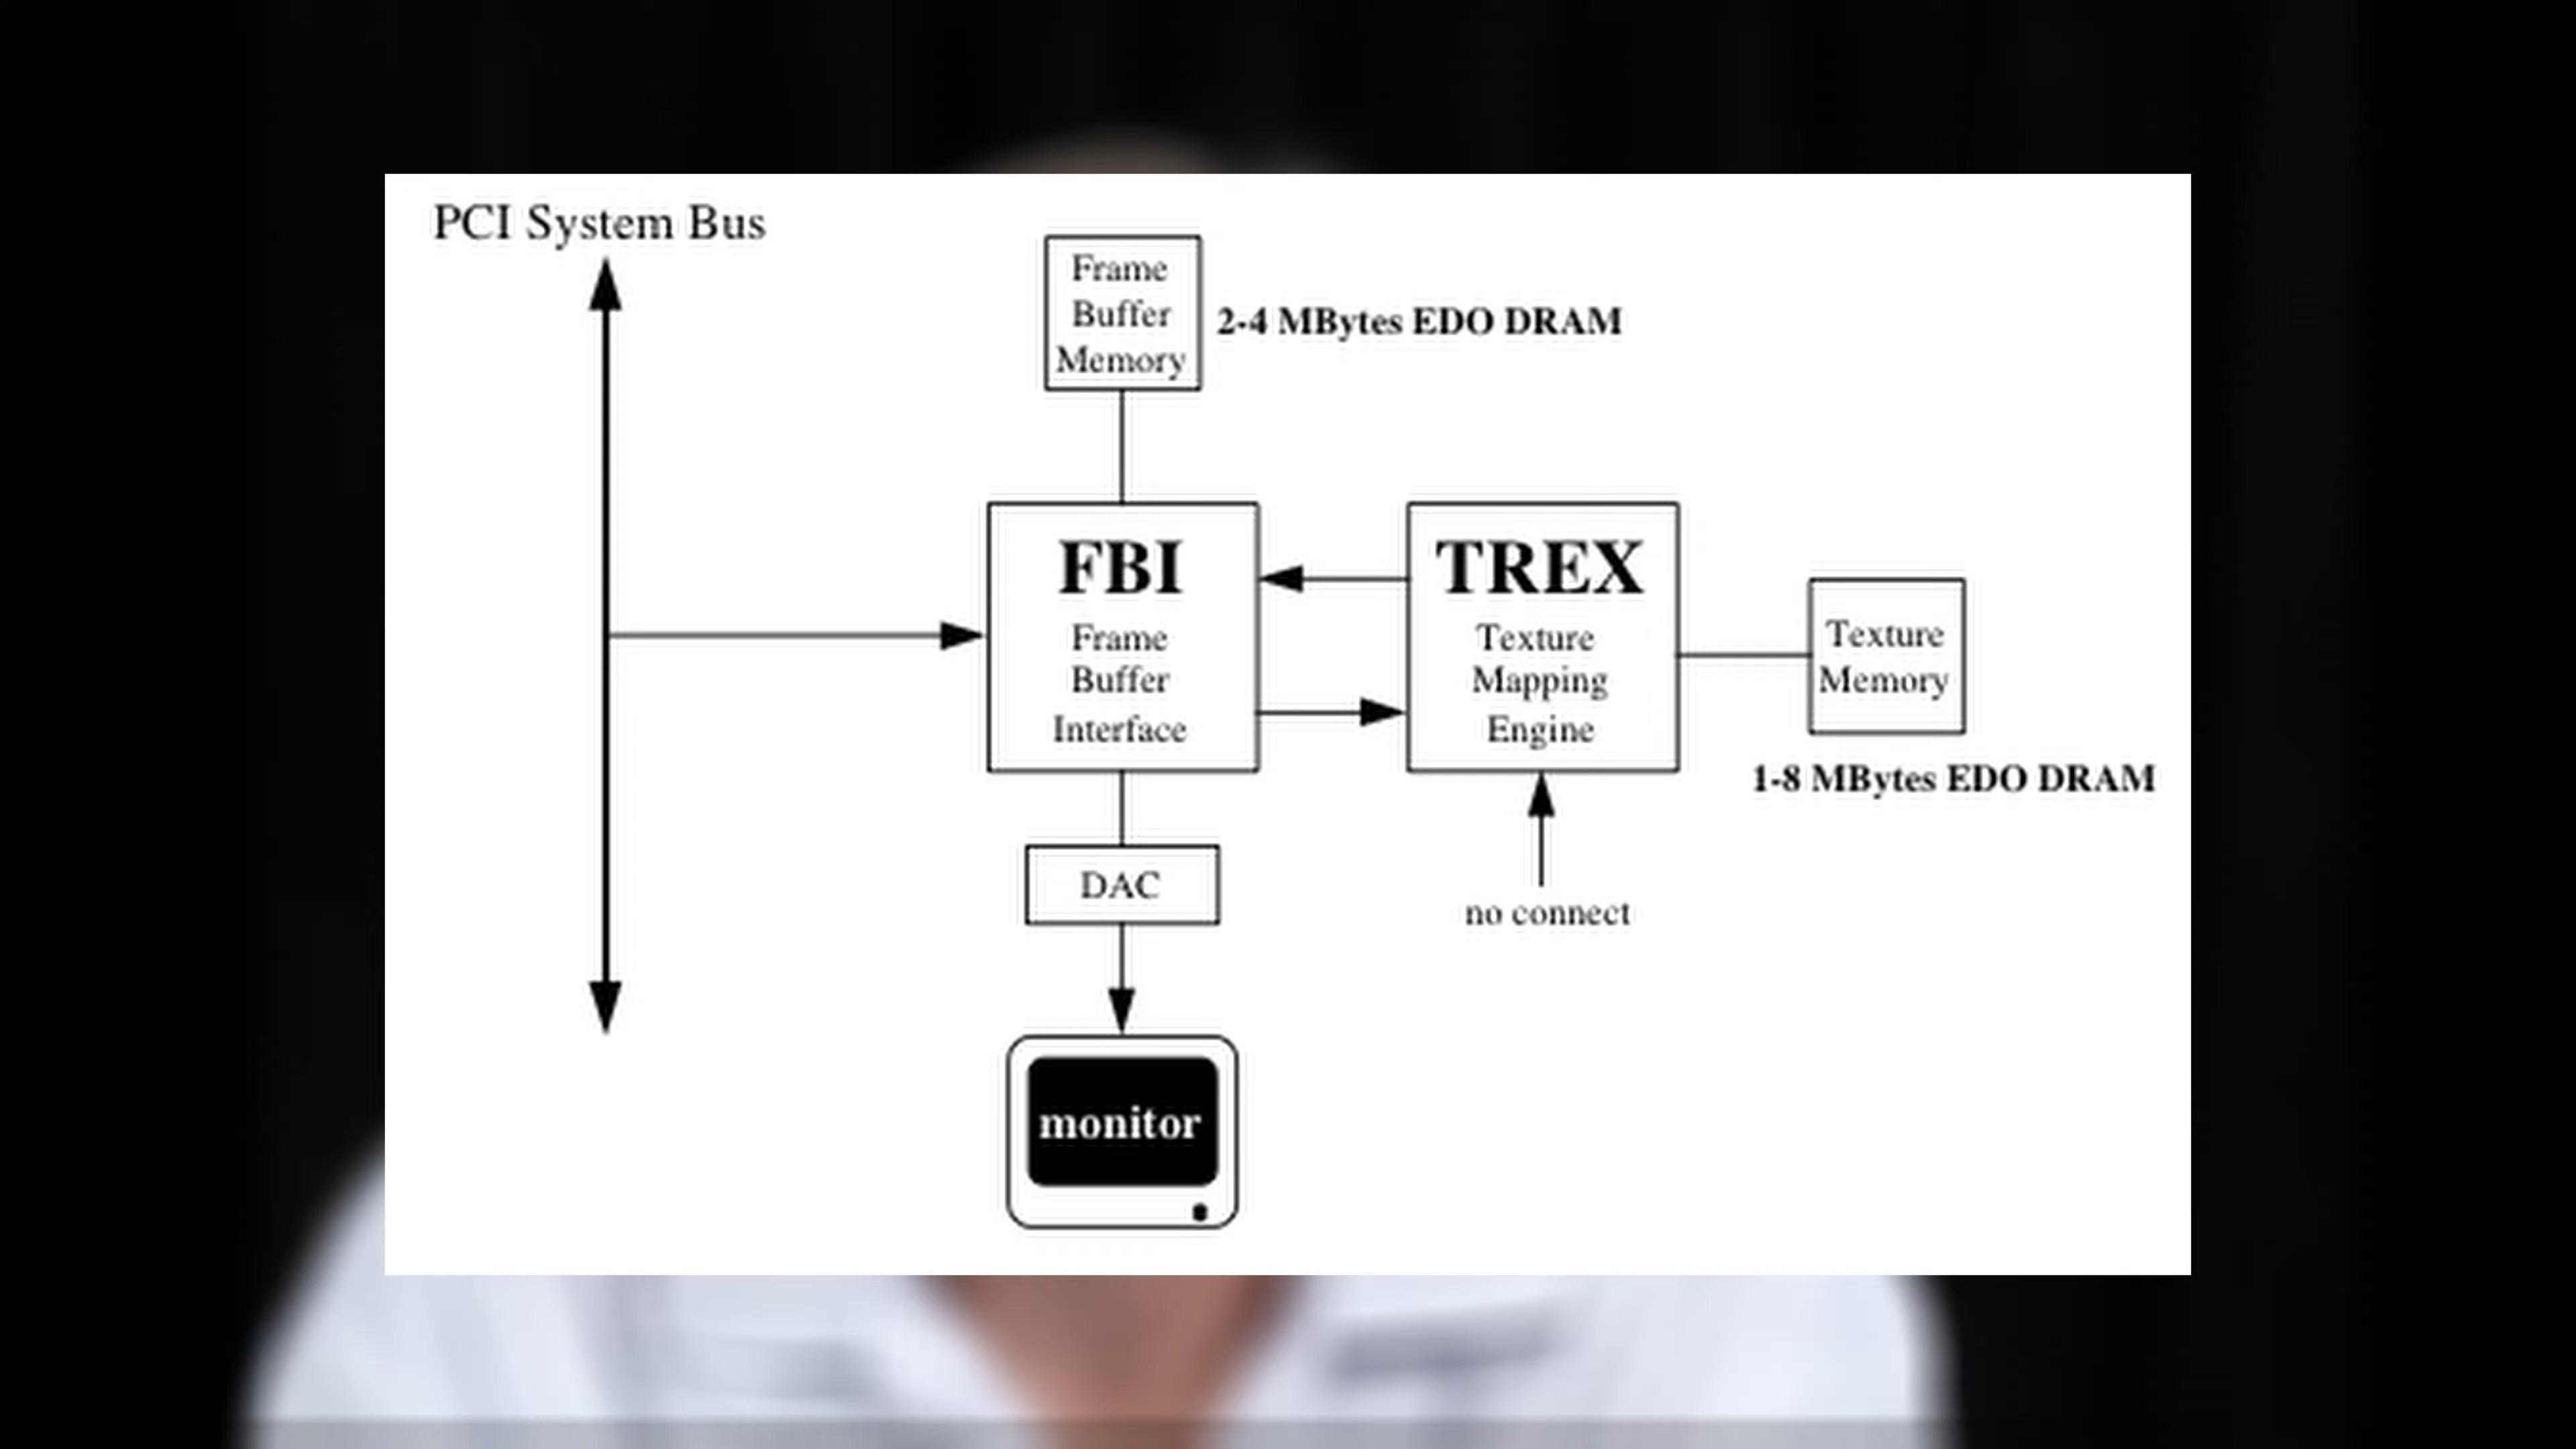 PCI System Bus
Frame
Buffer
Memory
2-4 MBytes EDO DRAM
FBI
Frame
Buffer
Interface
TREX
Texture
Mapping
Engine
Texture
Memory
1-8 MBytes EDO DRAM
DAC
no connect
monitor